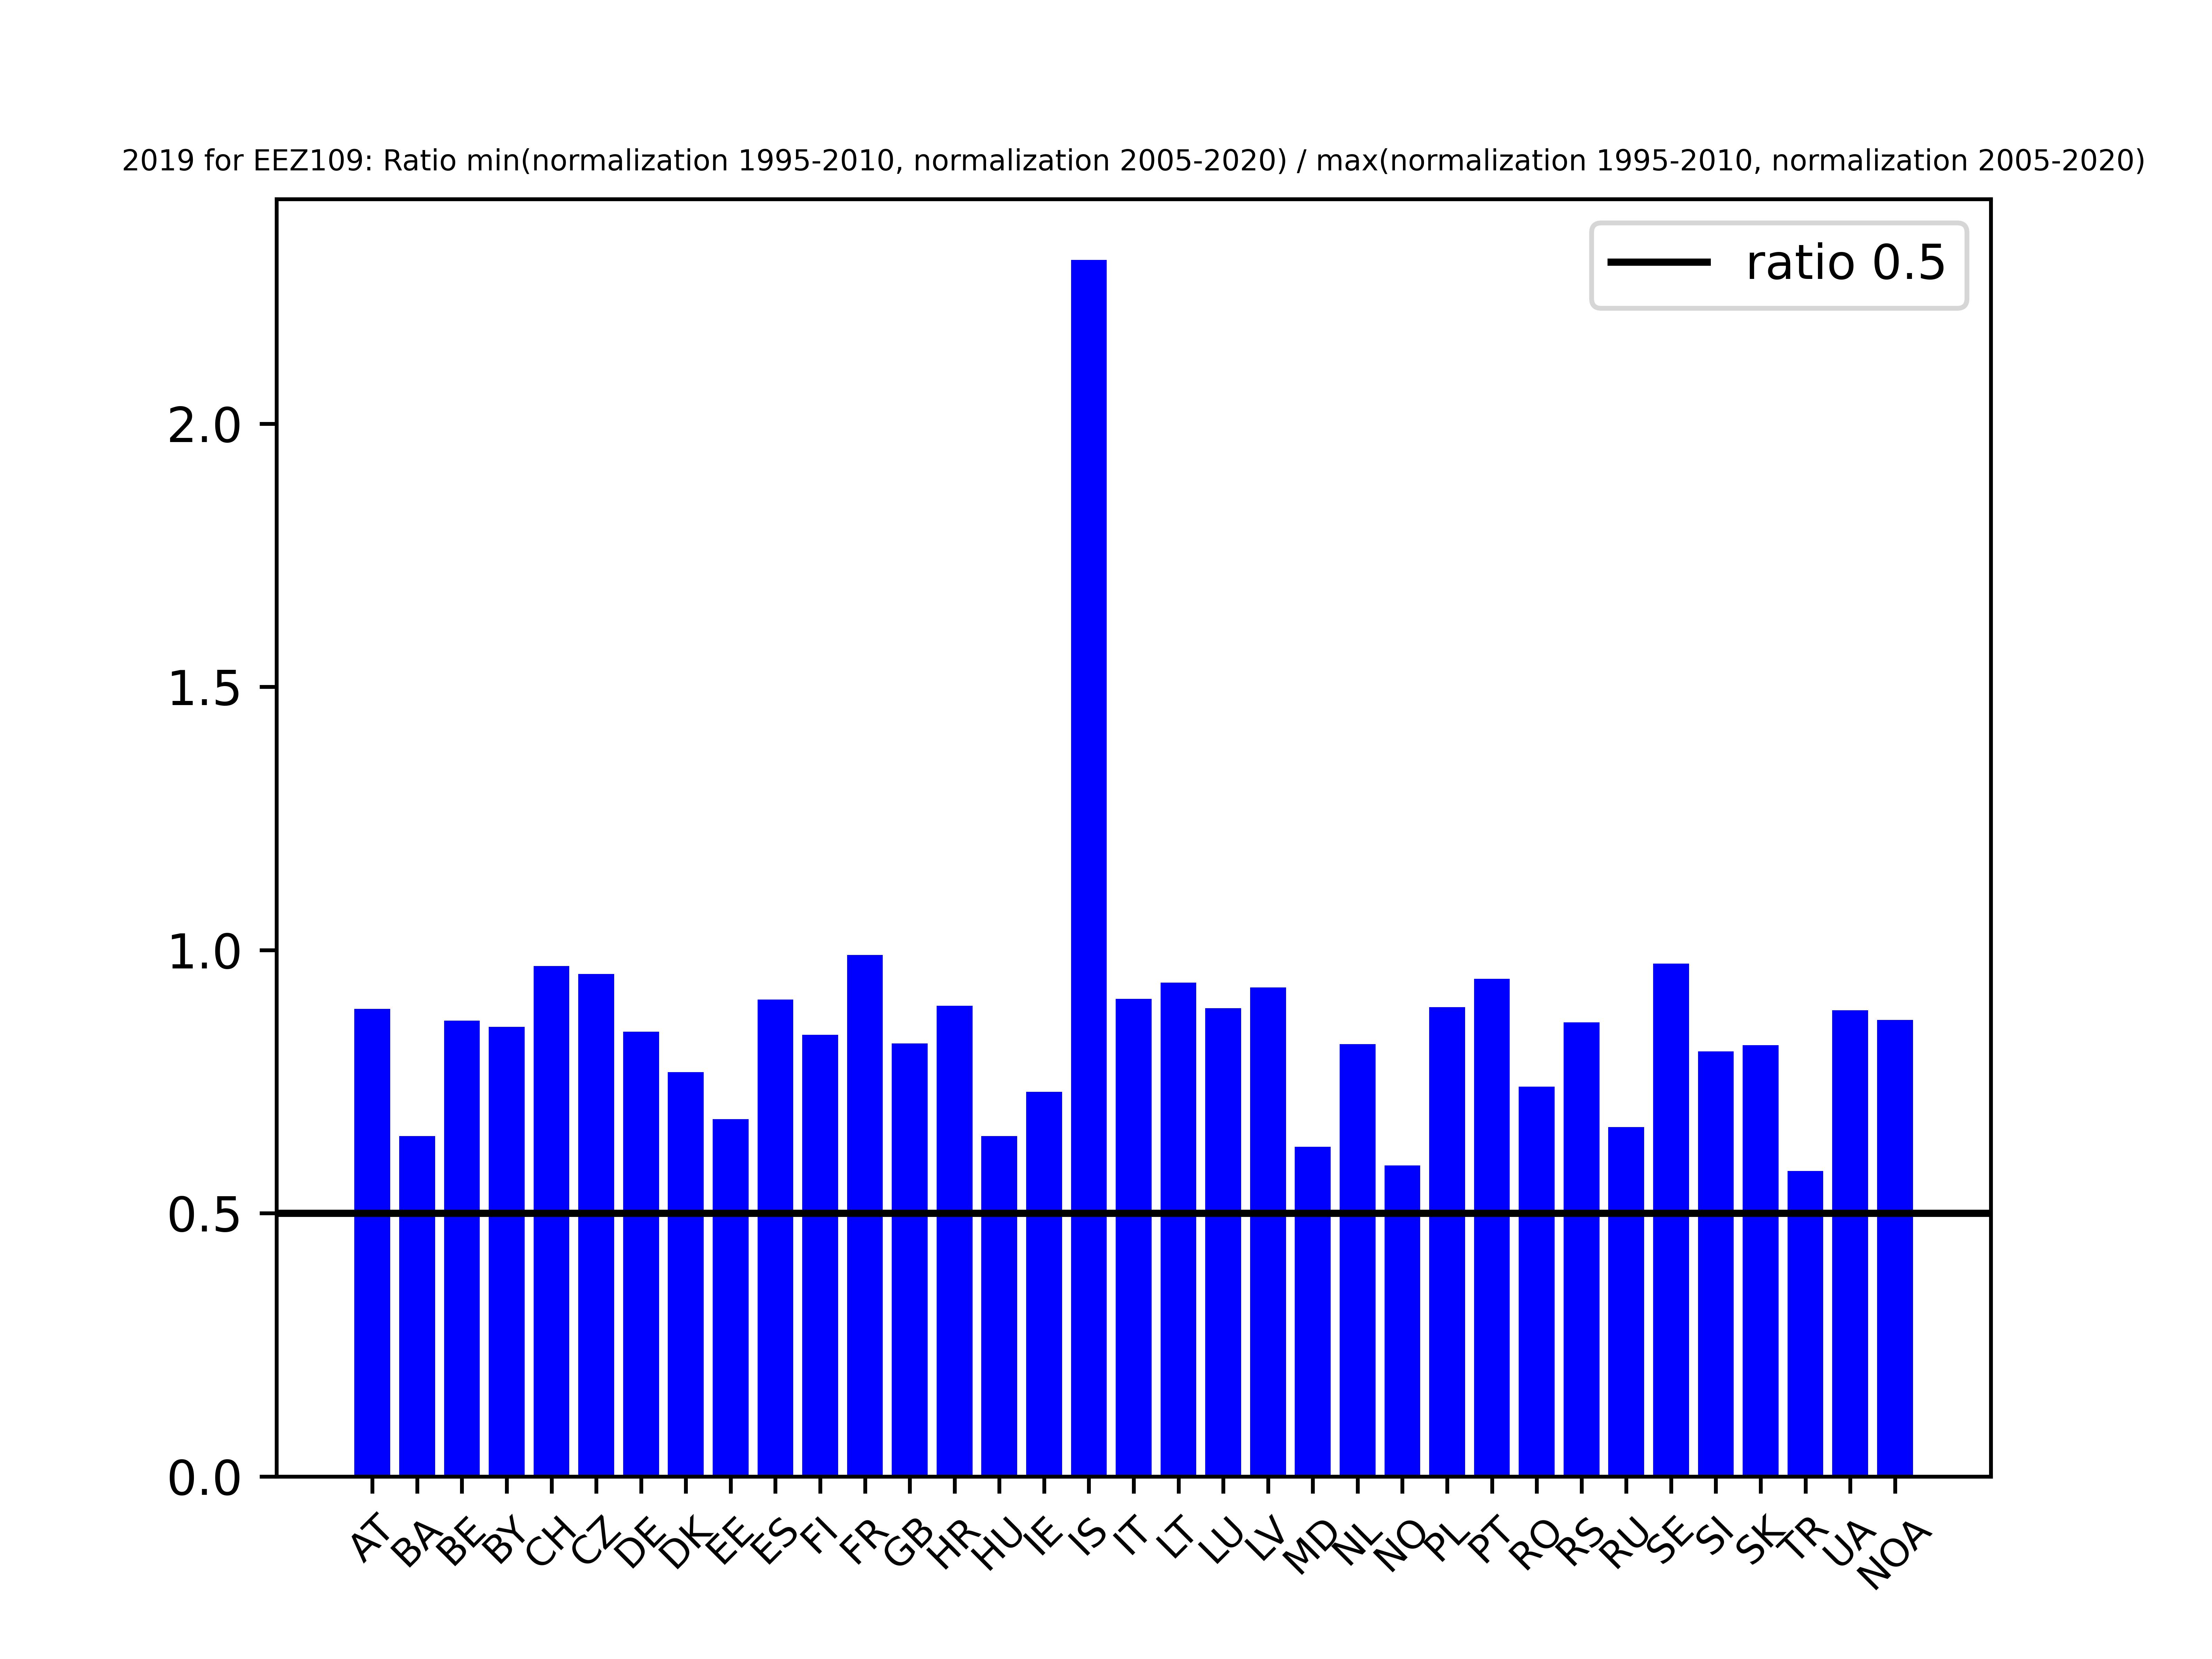 2019 for EEZ109: Ratio min(normalization 1995-2010, normalization 2005-2020) / max(normalization 1995-2010, normalization 2005-2020)
ratio 0.5
2.0
1.5
1.0
0.5
0.0
AT BA BE BY CH CZ DE DK EE ES FI FR GB HR HU IE IS IT LT LU LV MD NL NO PL PT RO RS RU SE SI SK TR UA NOA